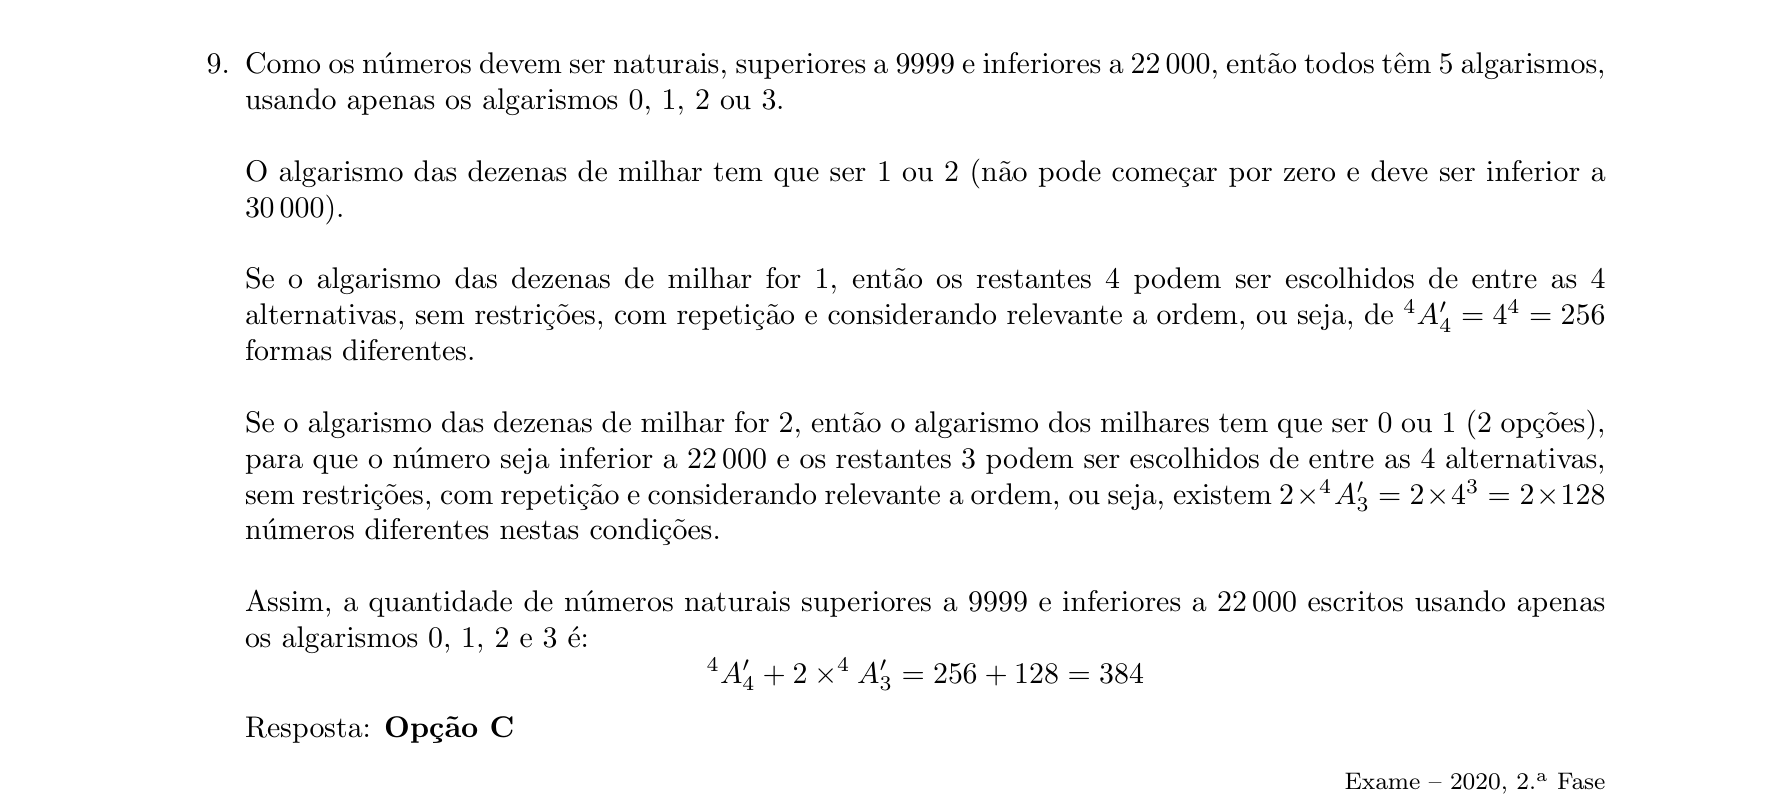 9. Como os números devem ser naturais, superiores a 9999 e inferiores a 22 000, então todos têm 5 algarismos,
usando apenas os algarismos 0, 1, 2 ou 3.
O algarismo das dezenas de milhar tem que ser 1 ou 2 (não pode começar por zero e deve ser inferior a
30 000).
Se o algarismo das dezenas de milhar for 1, então os restantes 4 podem ser escolhidos de entre as 4
alternativas, sem restrições, com repetição e considerando relevante a ordem, ou seja, de ⁴A′₄ = 4⁴ = 256
formas diferentes.
Se o algarismo das dezenas de milhar for 2, então o algarismo dos milhares tem que ser 0 ou 1 (2 opções),
para que o número seja inferior a 22 000 e os restantes 3 podem ser escolhidos de entre as 4 alternativas,
sem restrições, com repetição e considerando relevante a ordem, ou seja, existem 2×⁴A′₃ = 2×4³ = 2×128
números diferentes nestas condições.
Assim, a quantidade de números naturais superiores a 9999 e inferiores a 22 000 escritos usando apenas
os algarismos 0, 1, 2 e 3 é:
⁴A′₄ + 2 ×⁴ A′₃ = 256 + 128 = 384
Resposta: Opção C
Exame – 2020, 2.ª Fase